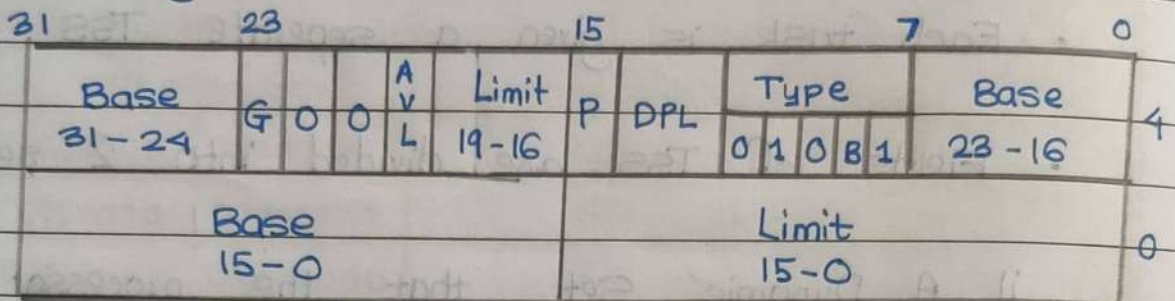 31 23 15 7 0
Base 31-24 G 0 0 AVL Limit 19-16 P DPL Type 0 1 0 B 1 Base 23-16 4
Base 15-0 Limit 15-0 0